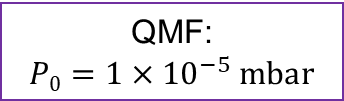 QMF:
P₀ = 1 × 10⁻⁵ mbar